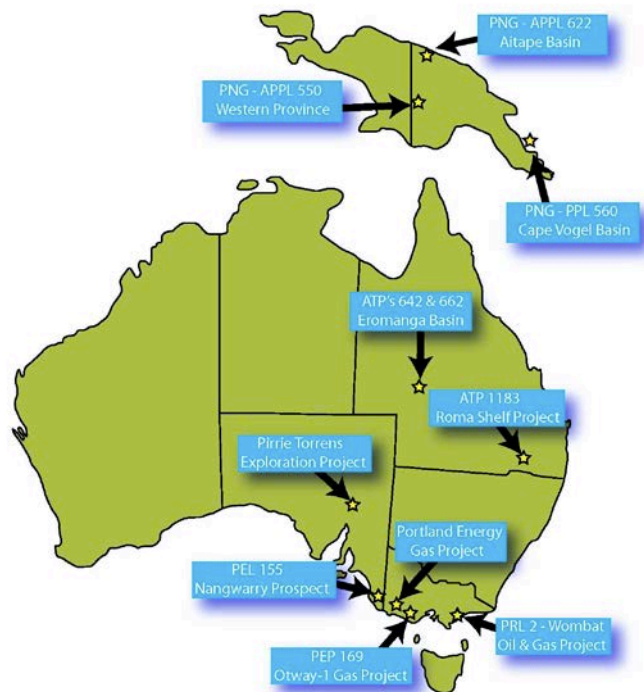 PNG - APPL 622
Aitape Basin
PNG - APPL 550
Western Province
PNG - PPL 560
Cape Vogel Basin
ATP's 642 & 662
Eromanga Basin
ATP 1183
Roma Shelf Project
Pirrie Torrens
Exploration Project
Portland Energy
Gas Project
PEL 155
Nangwarry Prospect
PRL 2 - Wombat
Oil & Gas Project
PEP 169
Otway-1 Gas Project